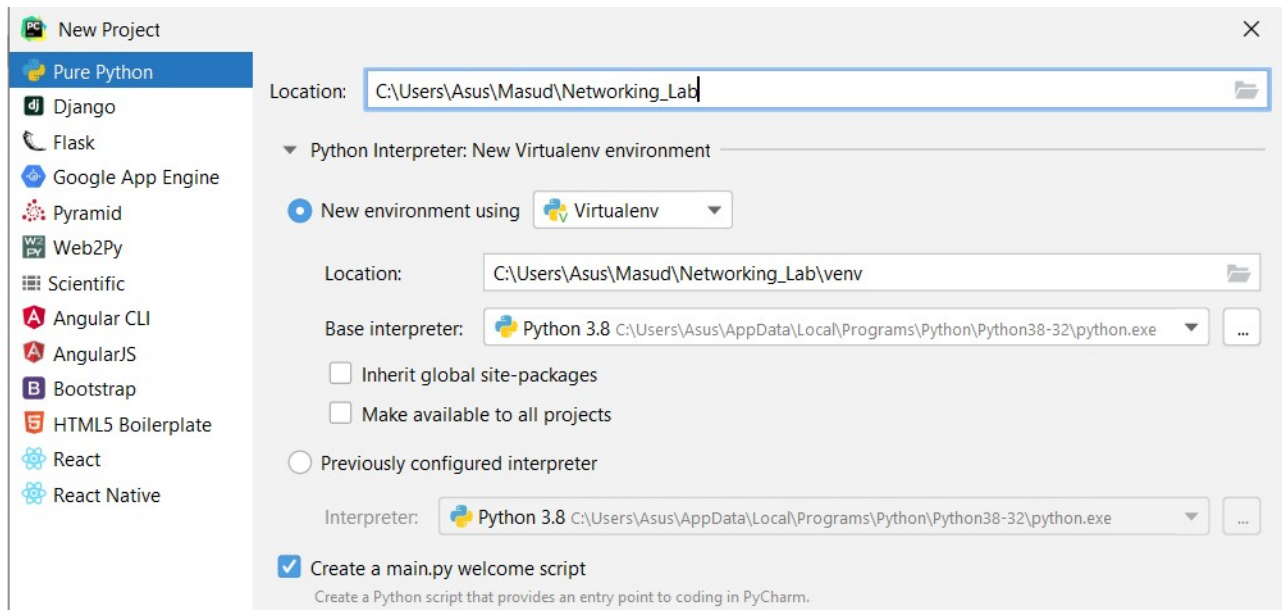 New Project
Pure Python
Django
Flask
Google App Engine
Pyramid
Web2Py
Scientific
Angular CLI
AngularJS
Bootstrap
HTML5 Boilerplate
React
React Native
Location: C:\Users\Asus\Masud\Networking_Lab
Python Interpreter: New Virtualenv environment
New environment using Virtualenv
Location: C:\Users\Asus\Masud\Networking_Lab\venv
Base interpreter: Python 3.8 C:\Users\Asus\AppData\Local\Programs\Python\Python38-32\python.exe ...
Inherit global site-packages
Make available to all projects
Previously configured interpreter
Interpreter: Python 3.8 C:\Users\Asus\AppData\Local\Programs\Python\Python38-32\python.exe ...
Create a main.py welcome script
Create a Python script that provides an entry point to coding in PyCharm.